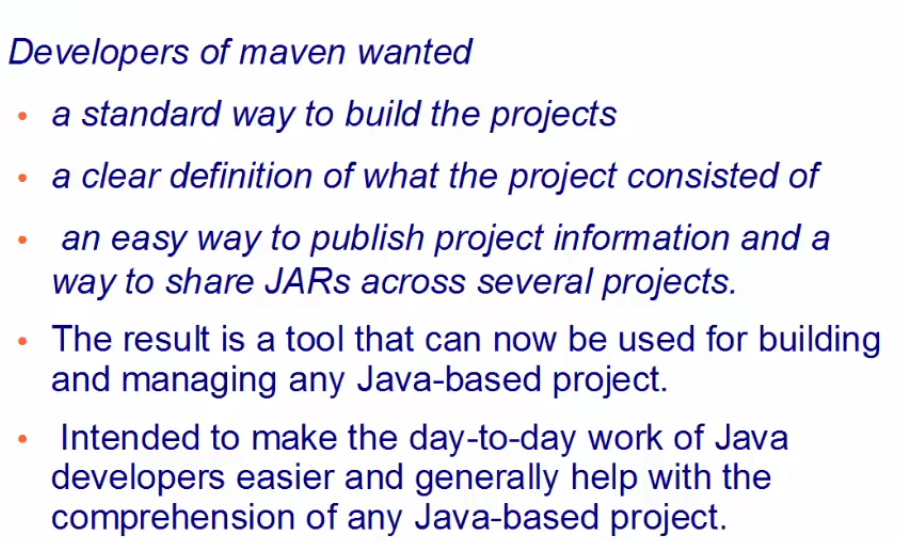 Developers of maven wanted
• a standard way to build the projects
• a clear definition of what the project consisted of
• an easy way to publish project information and a
way to share JARs across several projects.
• The result is a tool that can now be used for building
and managing any Java-based project.
• Intended to make the day-to-day work of Java
developers easier and generally help with the
comprehension of any Java-based project.